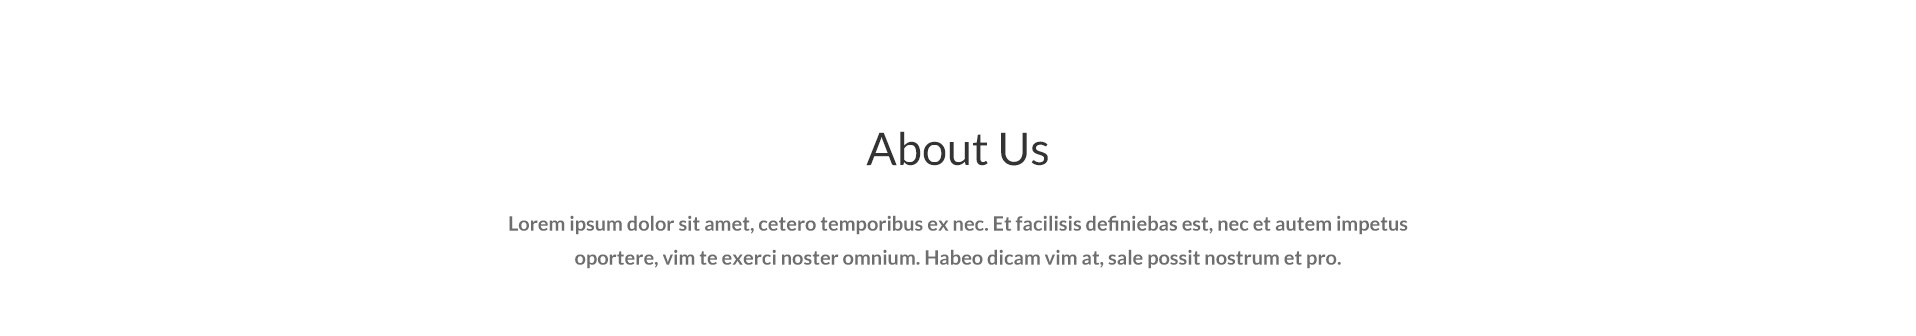 About Us
Lorem ipsum dolor sit amet, cetero temporibus ex nec. Et facilisis definiebas est, nec et autem impetus
oportere, vim te exerci noster omnium. Habeo dicam vim at, sale possit nostrum et pro.